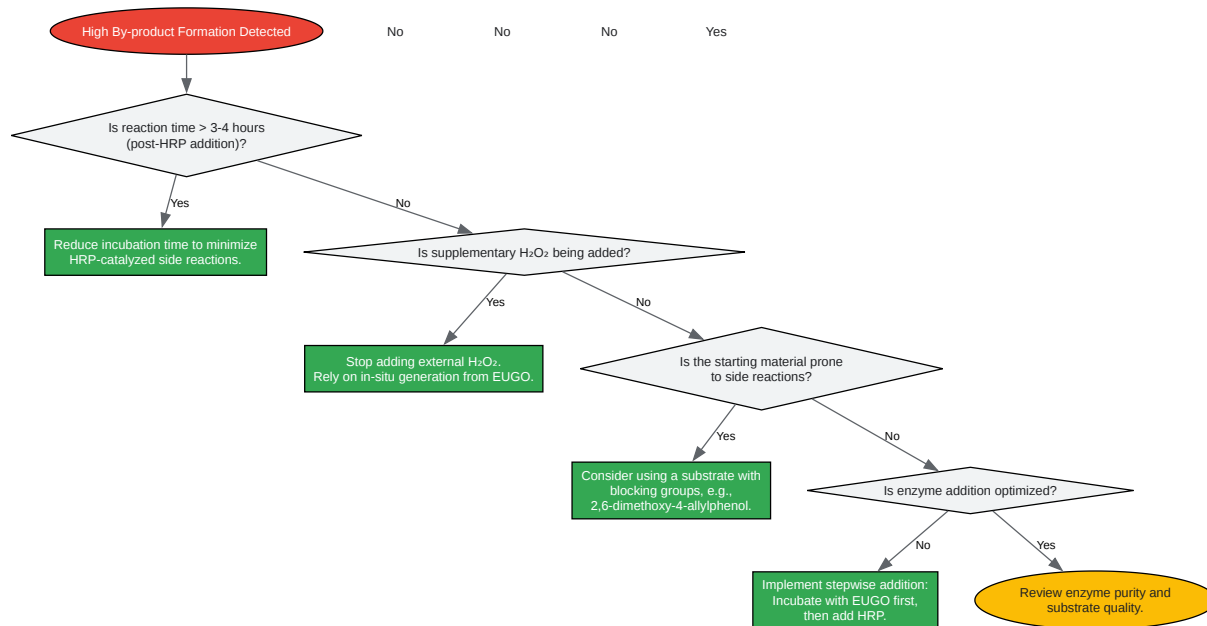 High By-product Formation Detected
No
No
No
Yes
Is reaction time > 3-4 hours
(post-HRP addition)?
Yes
No
Reduce incubation time to minimize
HRP-catalyzed side reactions.
Is supplementary H₂O₂ being added?
Yes
No
Stop adding external H₂O₂.
Rely on in-situ generation from EUGO.
Is the starting material prone
to side reactions?
Yes
No
Consider using a substrate with
blocking groups, e.g.,
2,6-dimethoxy-4-allylphenol.
Is enzyme addition optimized?
No
Yes
Implement stepwise addition:
Incubate with EUGO first,
then add HRP.
Review enzyme purity and
substrate quality.